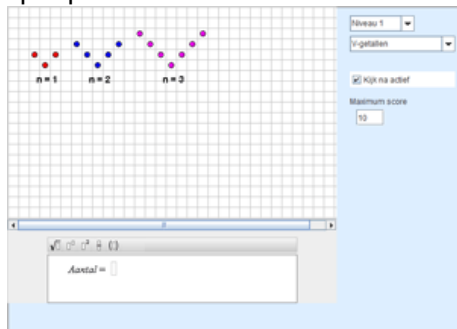 Niveau 1
V-getallen
n = 1 n = 2 n = 3
Kijk na actief
Maximum score
10
Aantal =